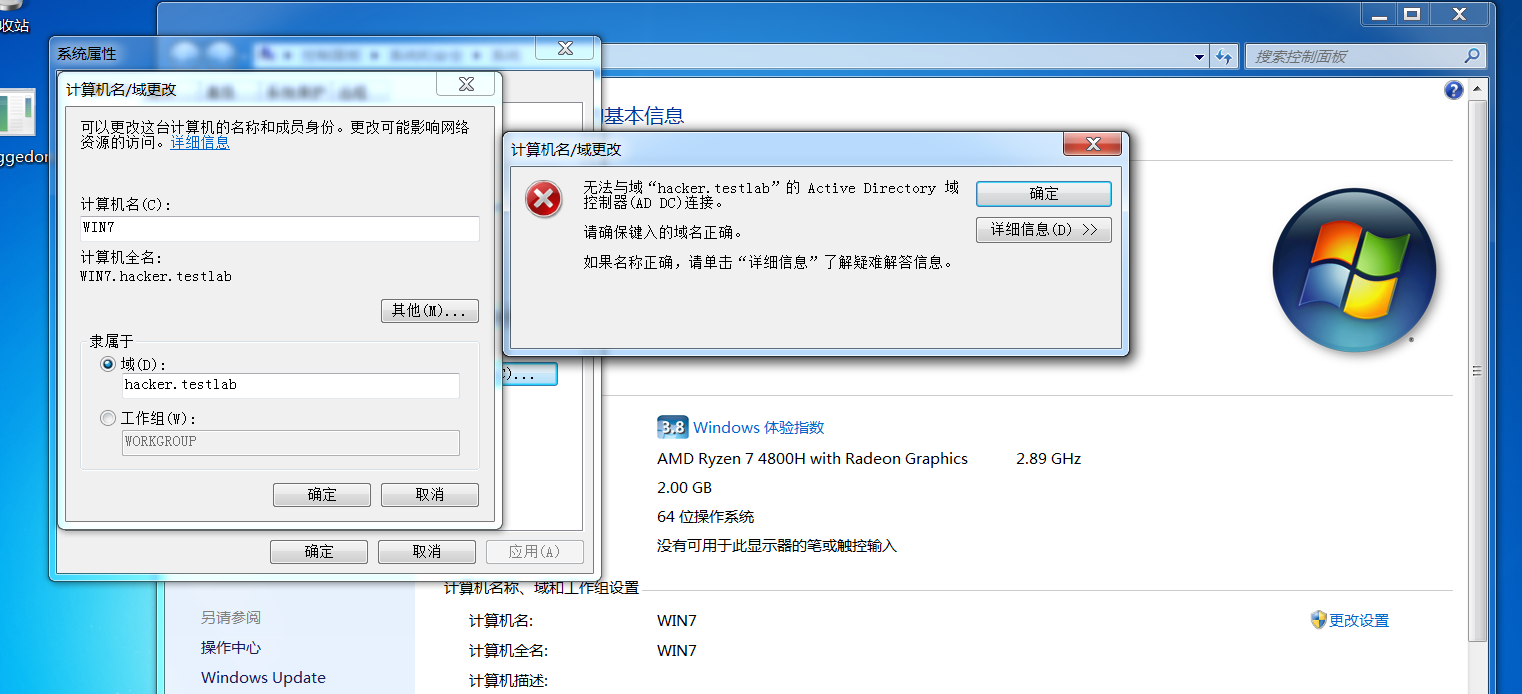 收站
系统属性
搜索控制面板
计算机名/域更改
可以更改这台计算机的名称和成员身份。更改可能影响网络
资源的访问。详细信息
计算机名(C):
WIN7
计算机全名:
WIN7.hacker.testlab
其他(M)...
隶属于
域(D):
hacker.testlab
工作组(W):
WORKGROUP
确定
取消
确定
取消
应用(A)
)...
基本信息
计算机名/域更改
无法与域“hacker.testlab”的 Active Directory 域
控制器(AD DC)连接。
请确保键入的域名正确。
如果名称正确，请单击“详细信息”了解疑难解答信息。
确定
详细信息(D) >>
3.8 Windows 体验指数
AMD Ryzen 7 4800H with Radeon Graphics 2.89 GHz
2.00 GB
64 位操作系统
没有可用于此显示器的笔或触控输入
计算机名称、域和工作组设置
计算机名: WIN7
更改设置
计算机全名: WIN7
计算机描述:
另请参阅
操作中心
Windows Update
ggedon